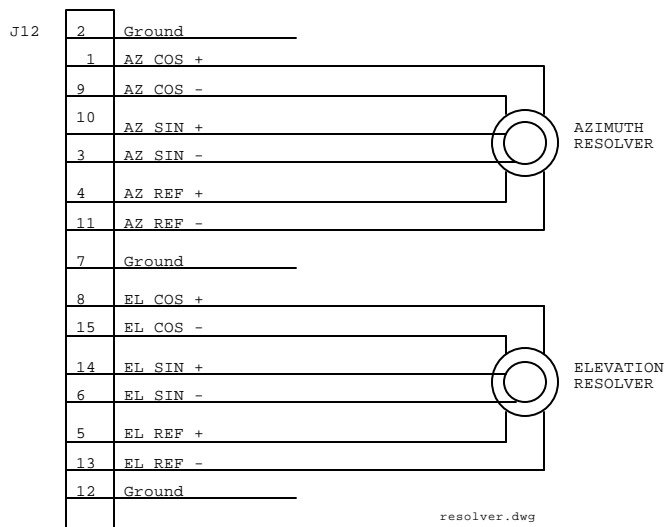 J12 2 Ground
1 AZ COS +
9 AZ COS -
10 AZ SIN +
3 AZ SIN -
4 AZ REF +
11 AZ REF -
7 Ground
8 EL COS +
15 EL COS -
14 EL SIN +
6 EL SIN -
5 EL REF +
13 EL REF -
12 Ground
AZIMUTH
RESOLVER
ELEVATION
RESOLVER
resolver.dwg